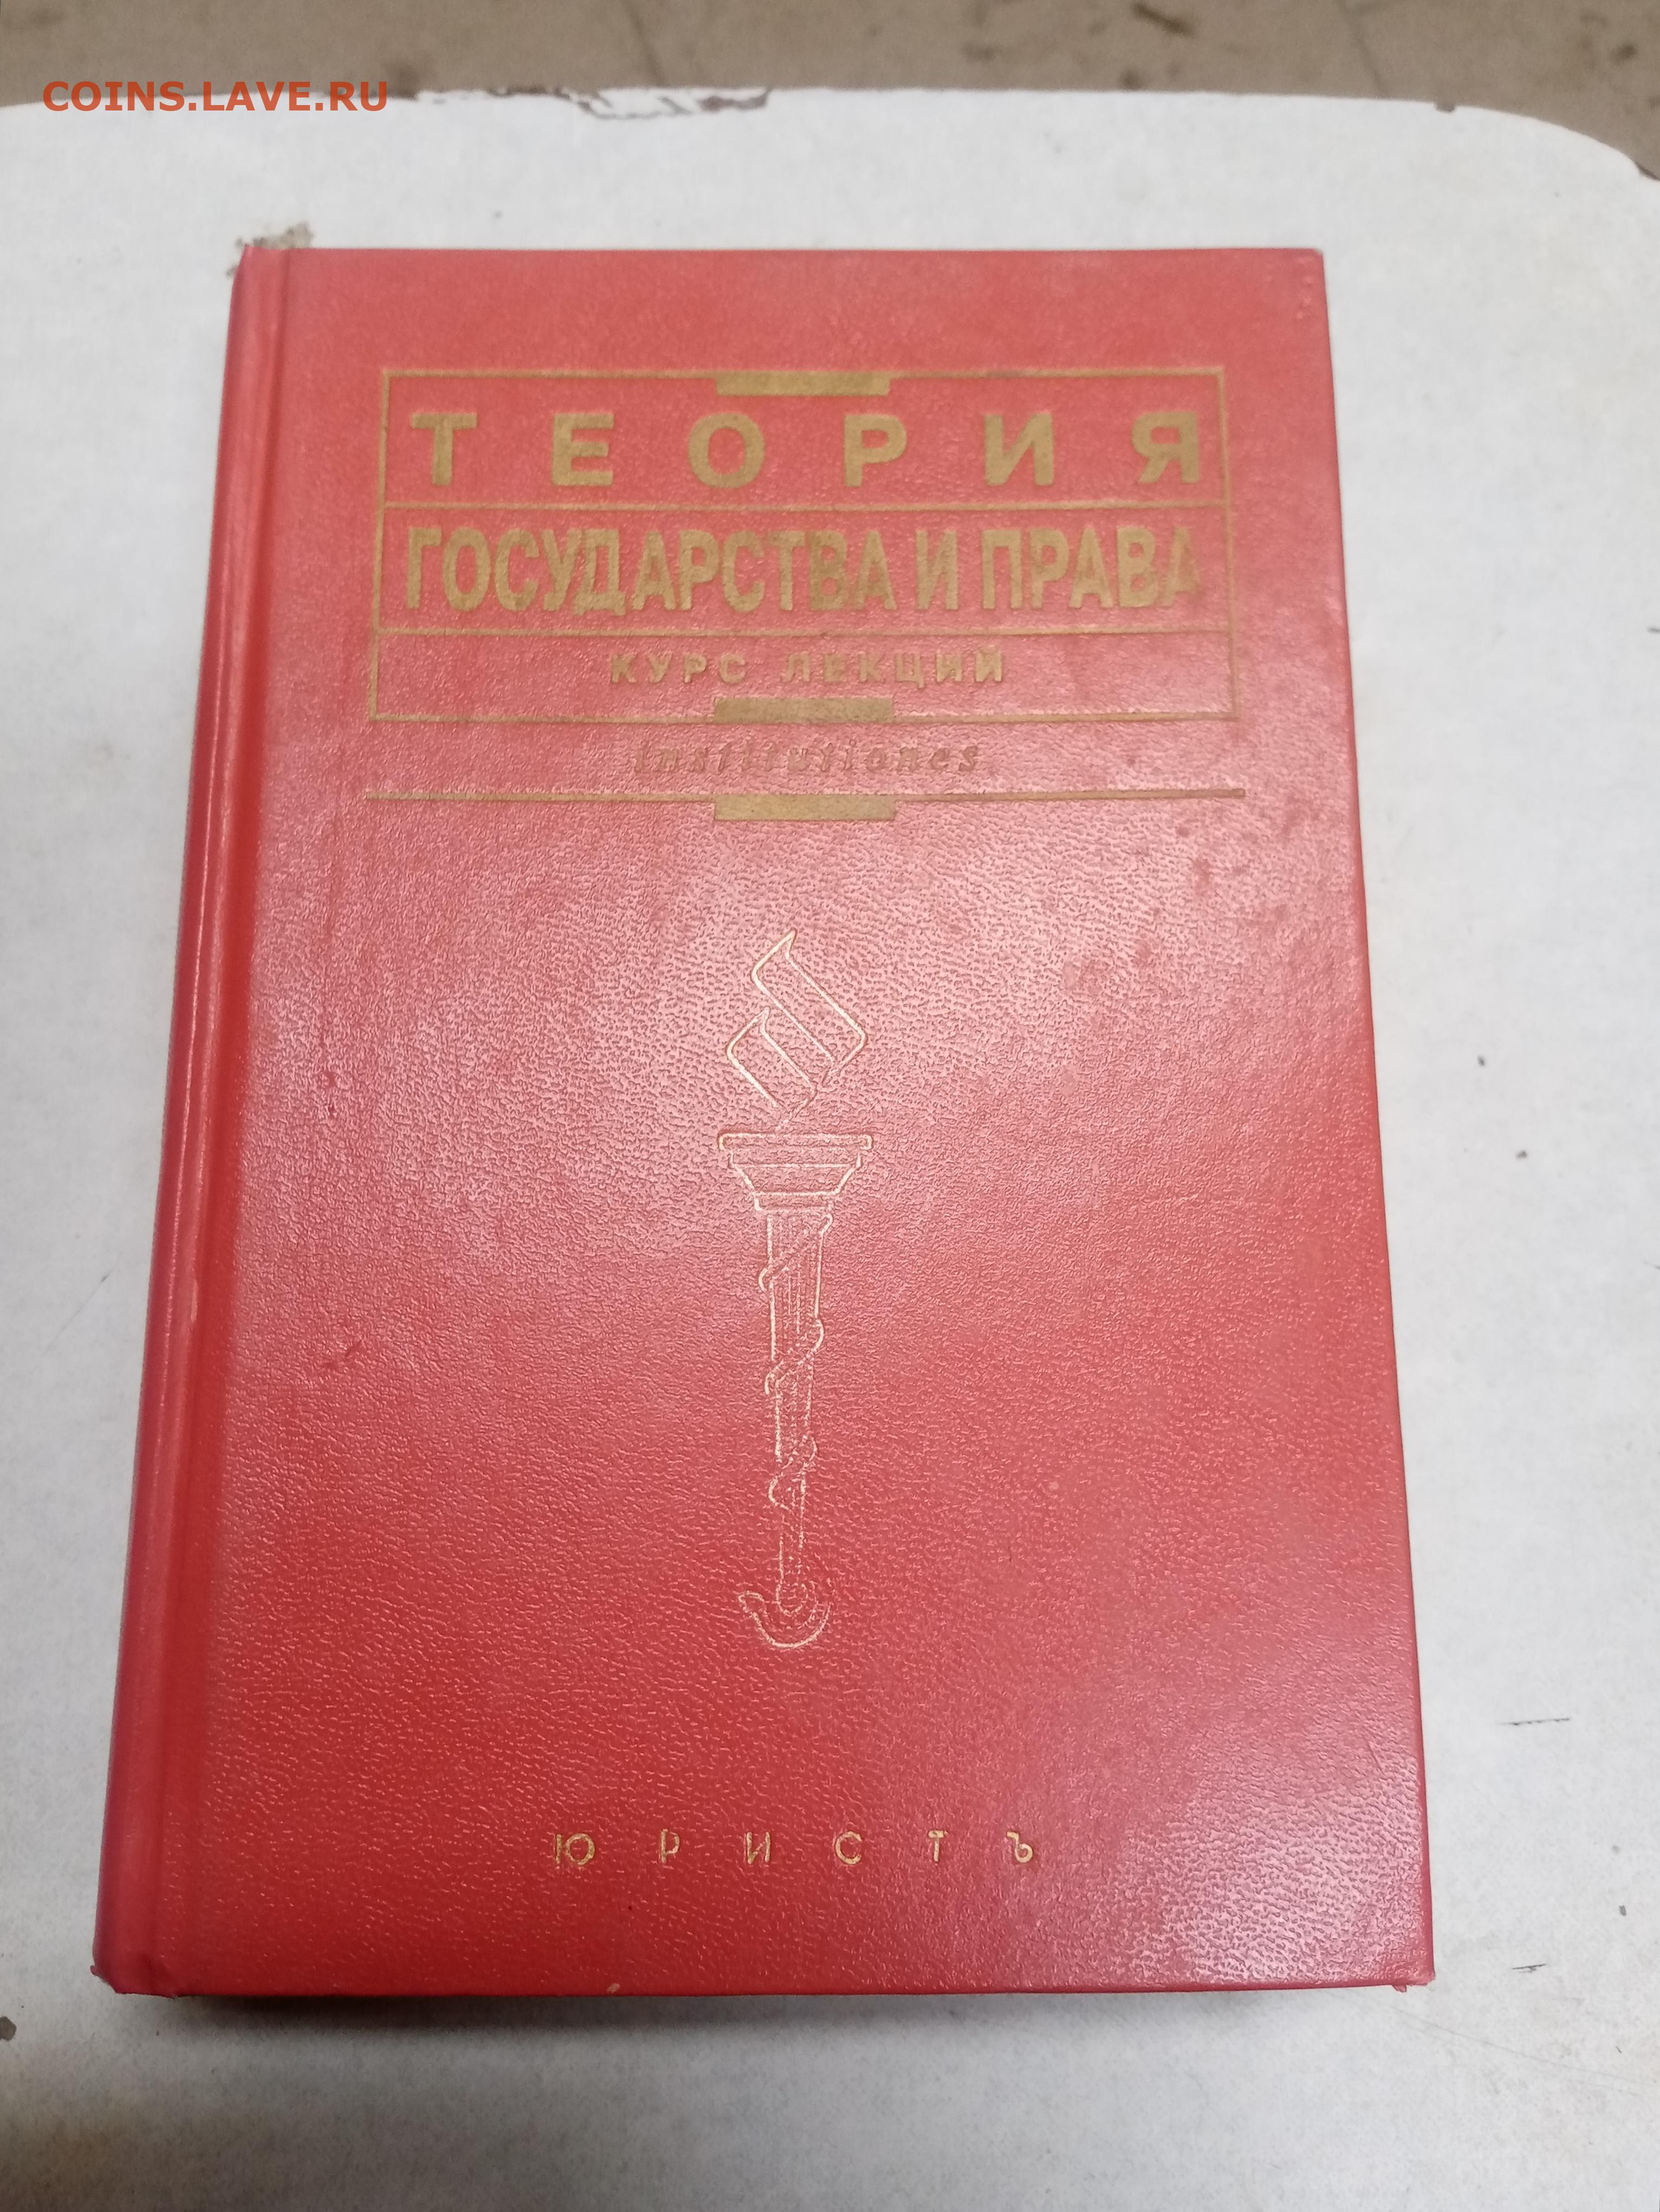 COINS.LAVE.RU
ТЕОРИЯ
ГОСУДАРСТВА И ПРАВА
КУРС ЛЕКЦИЙ
institutiones
ЮРИСТЪ